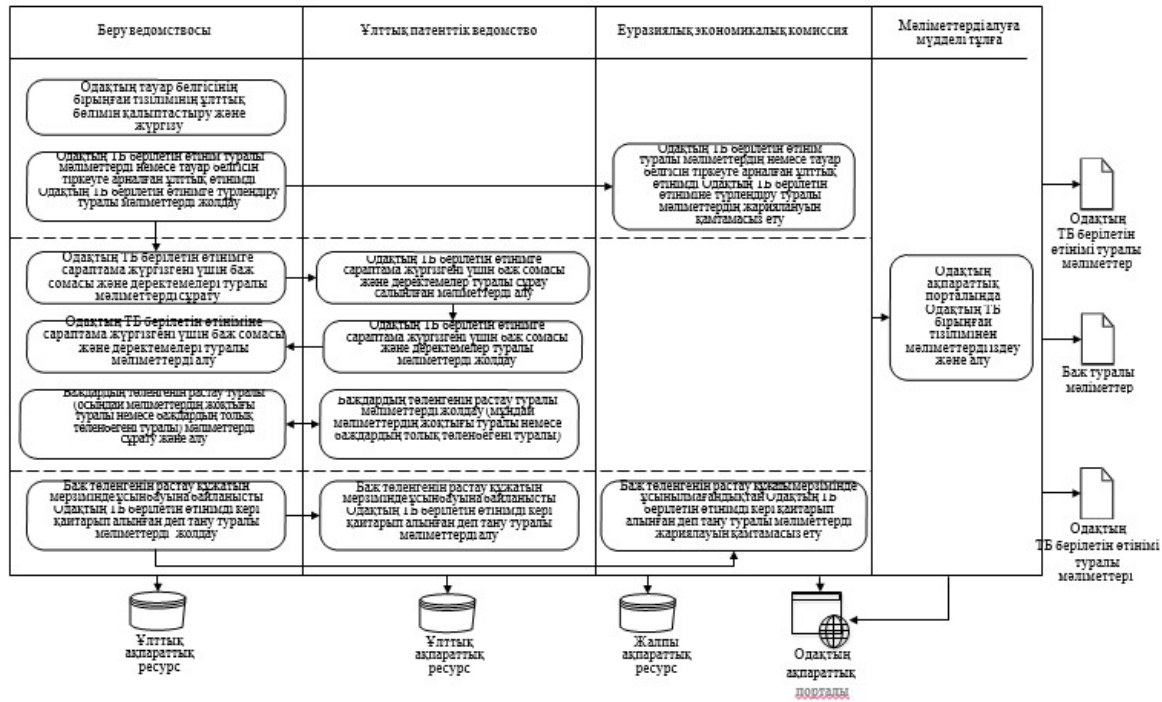 Беру ведомствосы
Ұлттық патенттік ведомство
Еуразиялық экономикалық комиссия
Мәліметтерді алуға
мүдделі тұлға
Одақтың тауар белгісінің
бірыңғай тізілімінің ұлттық
бөлімін қалыптастыру және
жүргізу
Одақтың ТБ берілетін өтінім туралы
мәліметтерді немесе тауар белгісін
тіркеуге арналған ұлттық өтінімді
Одақтың ТБ берілетін өтінімге түрлендіру
туралы мәліметтерді жолдау
Одақтың ТБ берілетін өтінім
туралы мәліметтердің немесе тауар
белгісін тіркеуге арналған ұлттық
өтінімді Одақтың ТБ берілетін
өтініміне түрлендіру туралы
мәліметтердің жариялануын
қамтамасыз ету
Одақтың ТБ берілетін өтінімге
сараптама жүргізгені үшін баж
сомасы және деректемелері туралы
мәліметтерді сұрату
Одақтың ТБ берілетін өтінімге
сараптама жүргізгені үшін баж сомасы
және деректемелер туралы сұрау
салынған мәліметтерді алу
Одақтың ТБ берілетін өтініміне
сараптама жүргізгені үшін баж сомасы
және деректемелері туралы
мәліметтерді алу
Одақтың ТБ берілетін өтінімге
сараптама жүргізгені үшін баж сомасы
және деректемелер туралы
мәліметтерді жолдау
Баждардың төленгенін растау туралы
(осындай мәліметтердің жоқтығы
туралы немесе баждардың толық
төленбегені туралы) мәліметтерді
сұрату және алу
Баждардың төленгенін растау туралы
мәліметтерді жолдау (мұндай
мәліметтердің жоқтығы туралы немесе
баждардың толық төленбегені туралы)
Баж төленгенін растау құжатын
мерзімінде ұсынбауына байланысты
Одақтың ТБ берілетін өтінімді кері
қайтарып алынған деп тану туралы
мәліметтерді жолдау
Баж төленгенін растау құжатын
мерзімінде ұсынбауына байланысты
Одақтың ТБ берілетін өтінімді кері
қайтарып алынған деп тану туралы
мәліметтерді алу
Баж төленгенін растау құжаты мерзімінде
ұсынылмағандықтан Одақтың ТБ
берілетін өтінімді кері қайтарып
алынған деп тану туралы мәліметтерді
жариялауын қамтамасыз ету
Одақтың
ақпараттық
порталында
Одақтың ТБ
бірыңғай
тізілімінен
мәліметтерді іздеу
және алу
Одақтың
ТБ берілетін
өтінімі туралы
мәліметтер
Баж туралы
мәліметтер
Одақтың
ТБ берілетін өтінімі
туралы
мәліметтері
Ұлттық
ақпараттық
ресурс
Ұлттық
ақпараттық
ресурс
Жалпы
ақпараттық
ресурс
Одақтың
ақпараттық
порталы